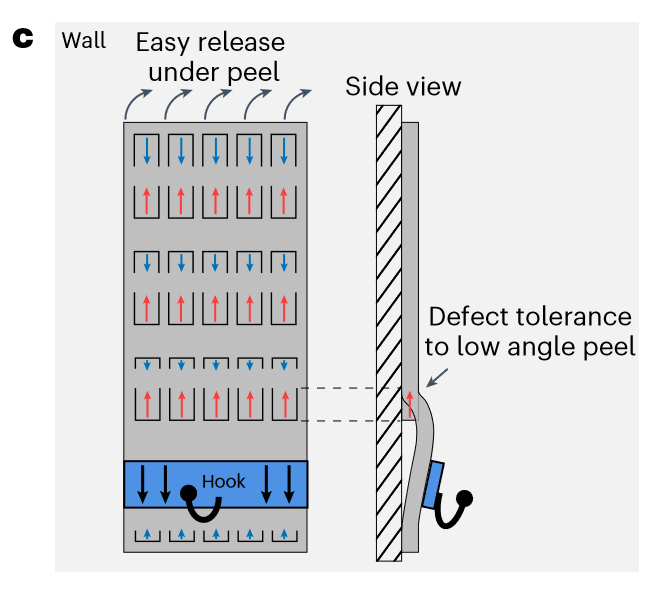 c
Wall
Easy release
under peel
Side view
Defect tolerance
to low angle peel
Hook